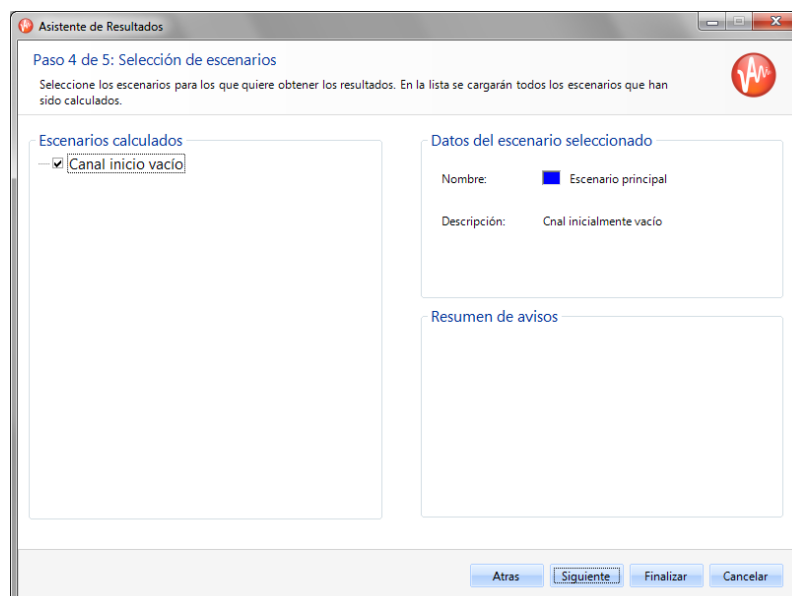 Asistente de Resultados
Paso 4 de 5: Selección de escenarios
Seleccione los escenarios para los que quiere obtener los resultados. En la lista se cargarán todos los escenarios que han
sido calculados.
Escenarios calculados
Canal inicio vacío
Datos del escenario seleccionado
Nombre: Escenario principal
Descripción: Cnal inicialmente vacío
Resumen de avisos
Atras Siguiente Finalizar Cancelar